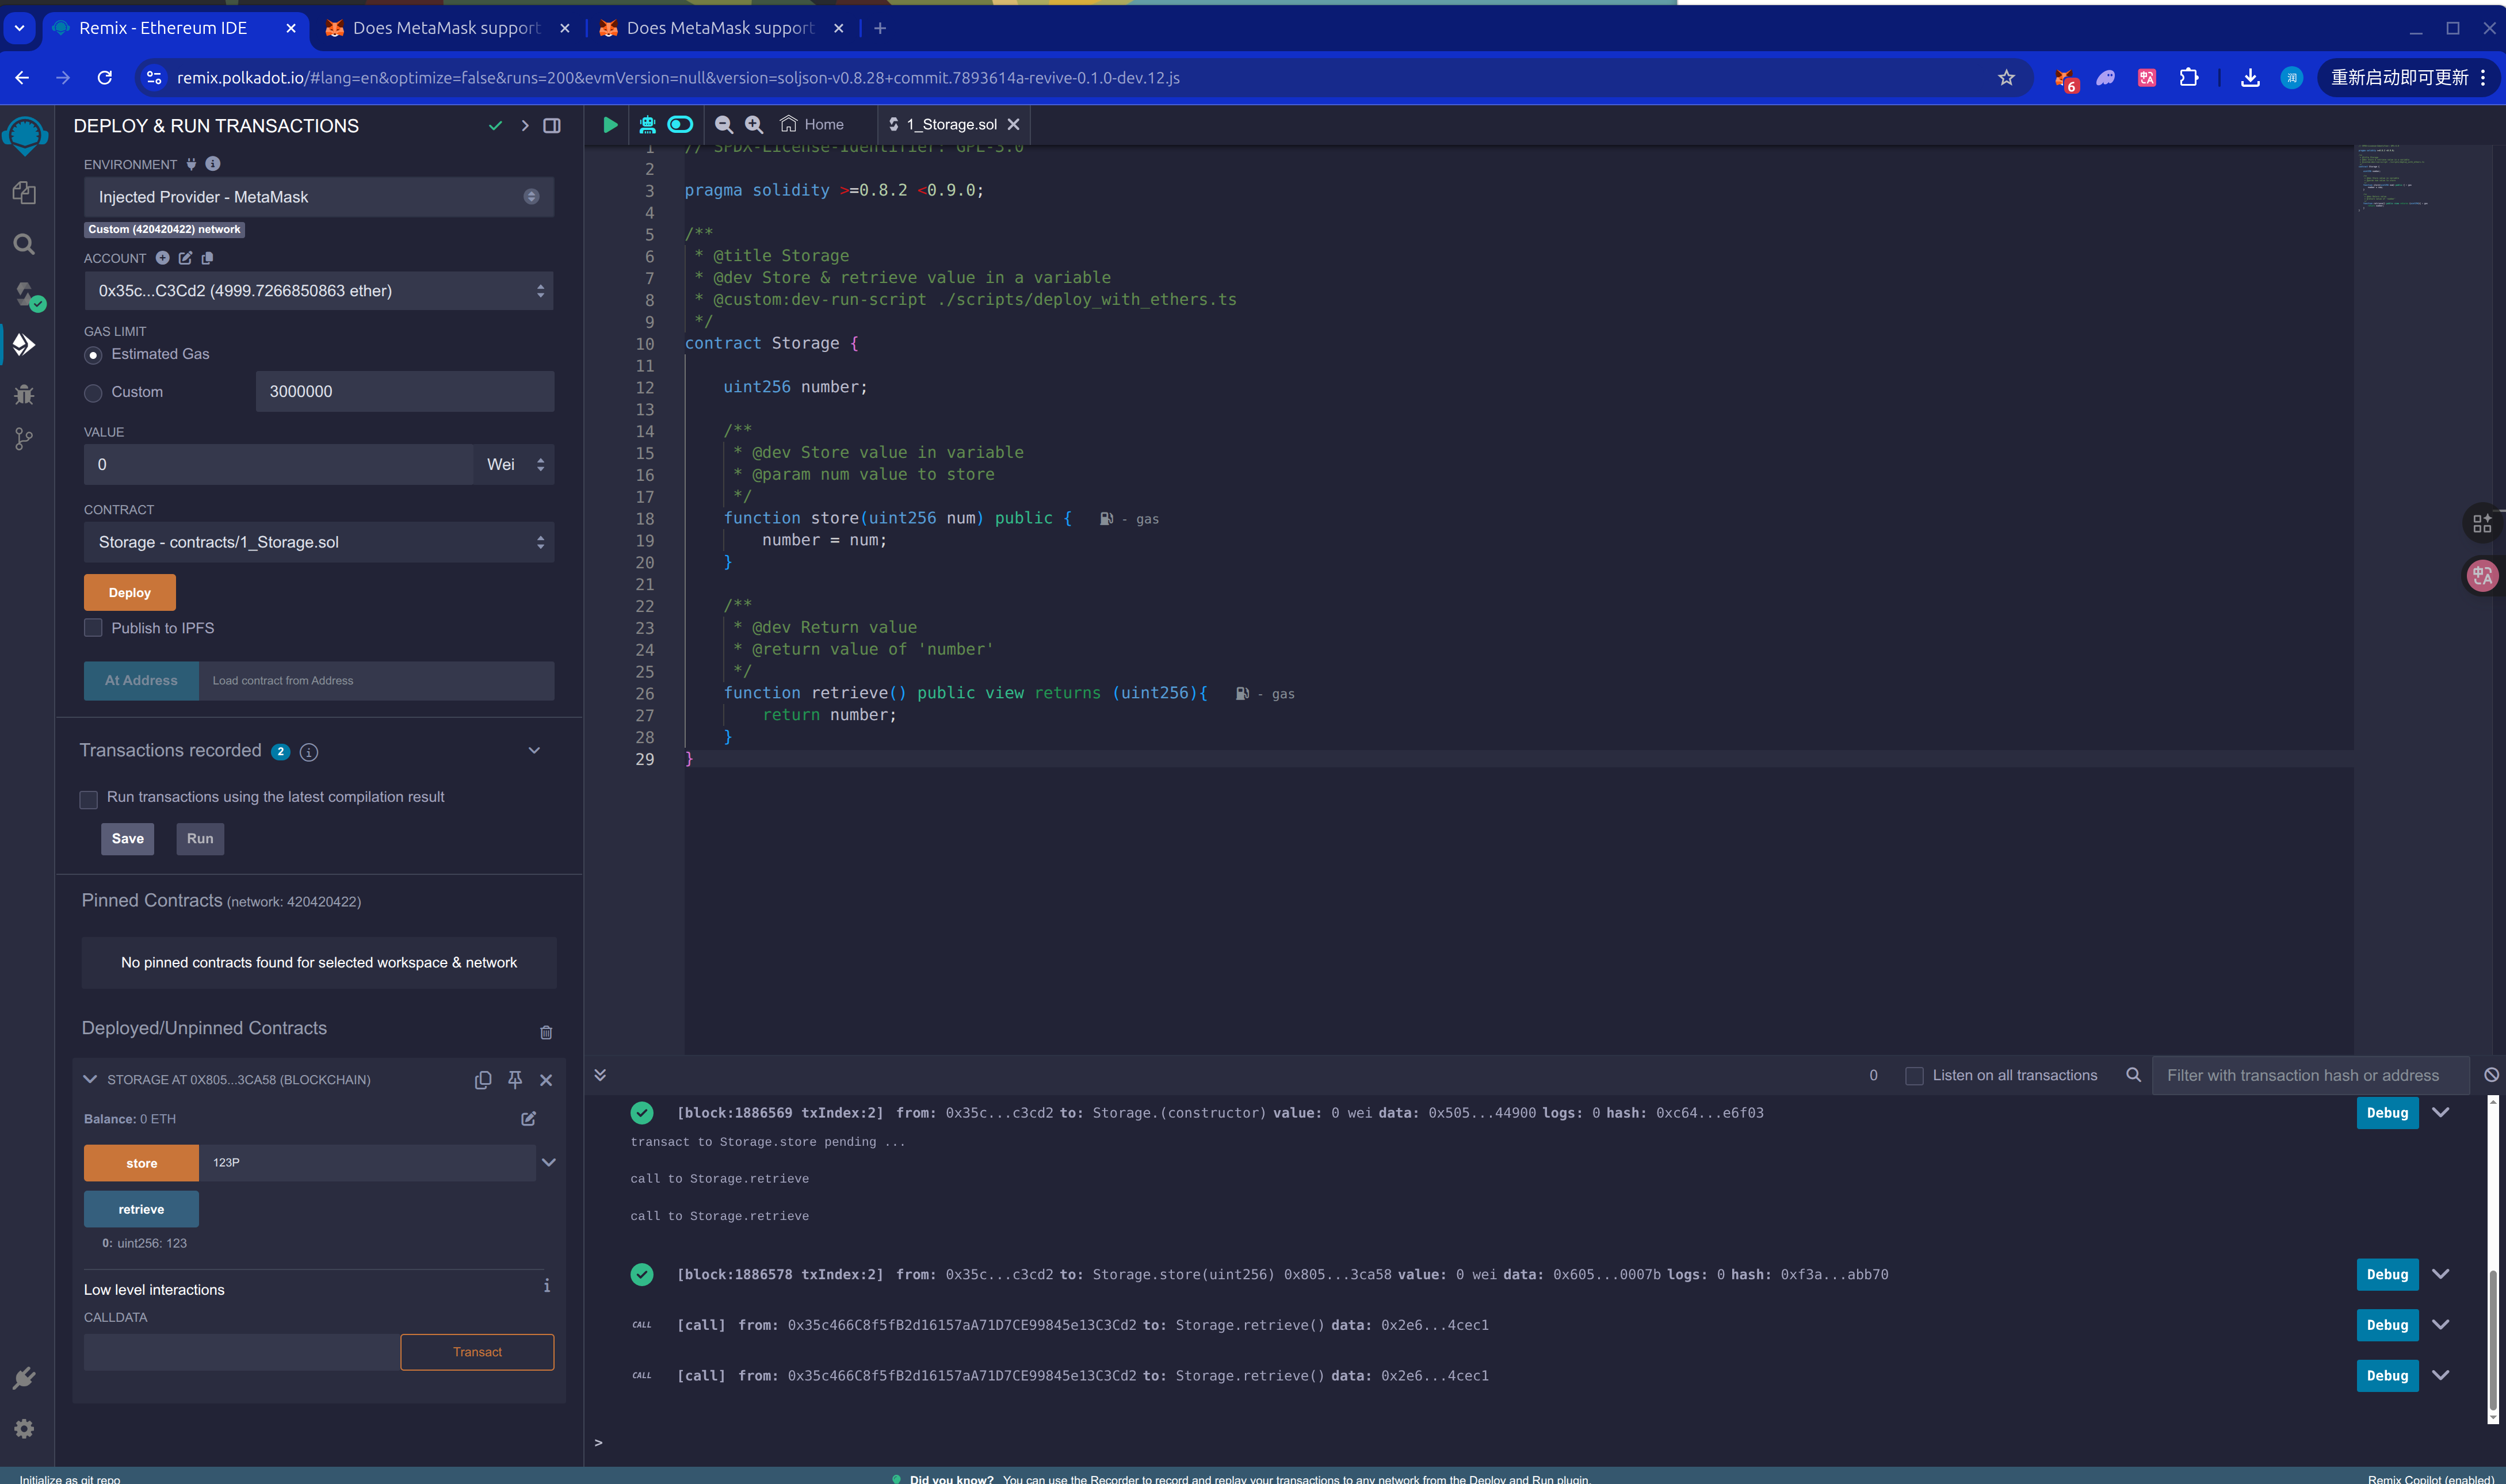 Remix - Ethereum IDE
Does MetaMask support
Does MetaMask support
remix.polkadot.io/#lang=en&optimize=false&runs=200&evmVersion=null&version=soljson-v0.8.28+commit.7893614a-revive-0.1.0-dev.12.js
6
润
重新启动即可更新
DEPLOY & RUN TRANSACTIONS
ENVIRONMENT
Injected Provider - MetaMask
Custom (420420422) network
ACCOUNT
0x35c...C3Cd2 (4999.7266850863 ether)
GAS LIMIT
Estimated Gas
Custom
3000000
VALUE
0
Wei
CONTRACT
Storage - contracts/1_Storage.sol
Deploy
Publish to IPFS
At Address
Load contract from Address
Transactions recorded 2
Run transactions using the latest compilation result
Save
Run
Pinned Contracts (network: 420420422)
No pinned contracts found for selected workspace & network
Deployed/Unpinned Contracts
STORAGE AT 0X805...3CA58 (BLOCKCHAIN)
Balance: 0 ETH
store
123P
retrieve
0: uint256: 123
Low level interactions
CALLDATA
Transact
Home
1_Storage.sol
1 // SPDX-License-Identifier: GPL-3.0
2
3 pragma solidity >=0.8.2 <0.9.0;
4
5 /**
6 * @title Storage
7 * @dev Store & retrieve value in a variable
8 * @custom:dev-run-script ./scripts/deploy_with_ethers.ts
9 */
10 contract Storage {
11
12 uint256 number;
13
14 /**
15 * @dev Store value in variable
16 * @param num value to store
17 */
18 function store(uint256 num) public { - gas
19 number = num;
20 }
21
22 /**
23 * @dev Return value
24 * @return value of 'number'
25 */
26 function retrieve() public view returns (uint256){ - gas
27 return number;
28 }
29 }
0
Listen on all transactions
Filter with transaction hash or address
[block:1886569 txIndex:2] from: 0x35c...c3cd2 to: Storage.(constructor) value: 0 wei data: 0x505...44900 logs: 0 hash: 0xc64...e6f03
Debug
transact to Storage.store pending ...
call to Storage.retrieve
call to Storage.retrieve
[block:1886578 txIndex:2] from: 0x35c...c3cd2 to: Storage.store(uint256) 0x805...3ca58 value: 0 wei data: 0x605...0007b logs: 0 hash: 0xf3a...abb70
Debug
CALL [call] from: 0x35c466C8f5fB2d16157aA71D7CE99845e13C3Cd2 to: Storage.retrieve() data: 0x2e6...4cec1
Debug
CALL [call] from: 0x35c466C8f5fB2d16157aA71D7CE99845e13C3Cd2 to: Storage.retrieve() data: 0x2e6...4cec1
Debug
>
Initialize as git repo
Did you know? You can use the Recorder to record and replay your transactions to any network from the Deploy and Run plugin.
Remix Copilot (enabled)